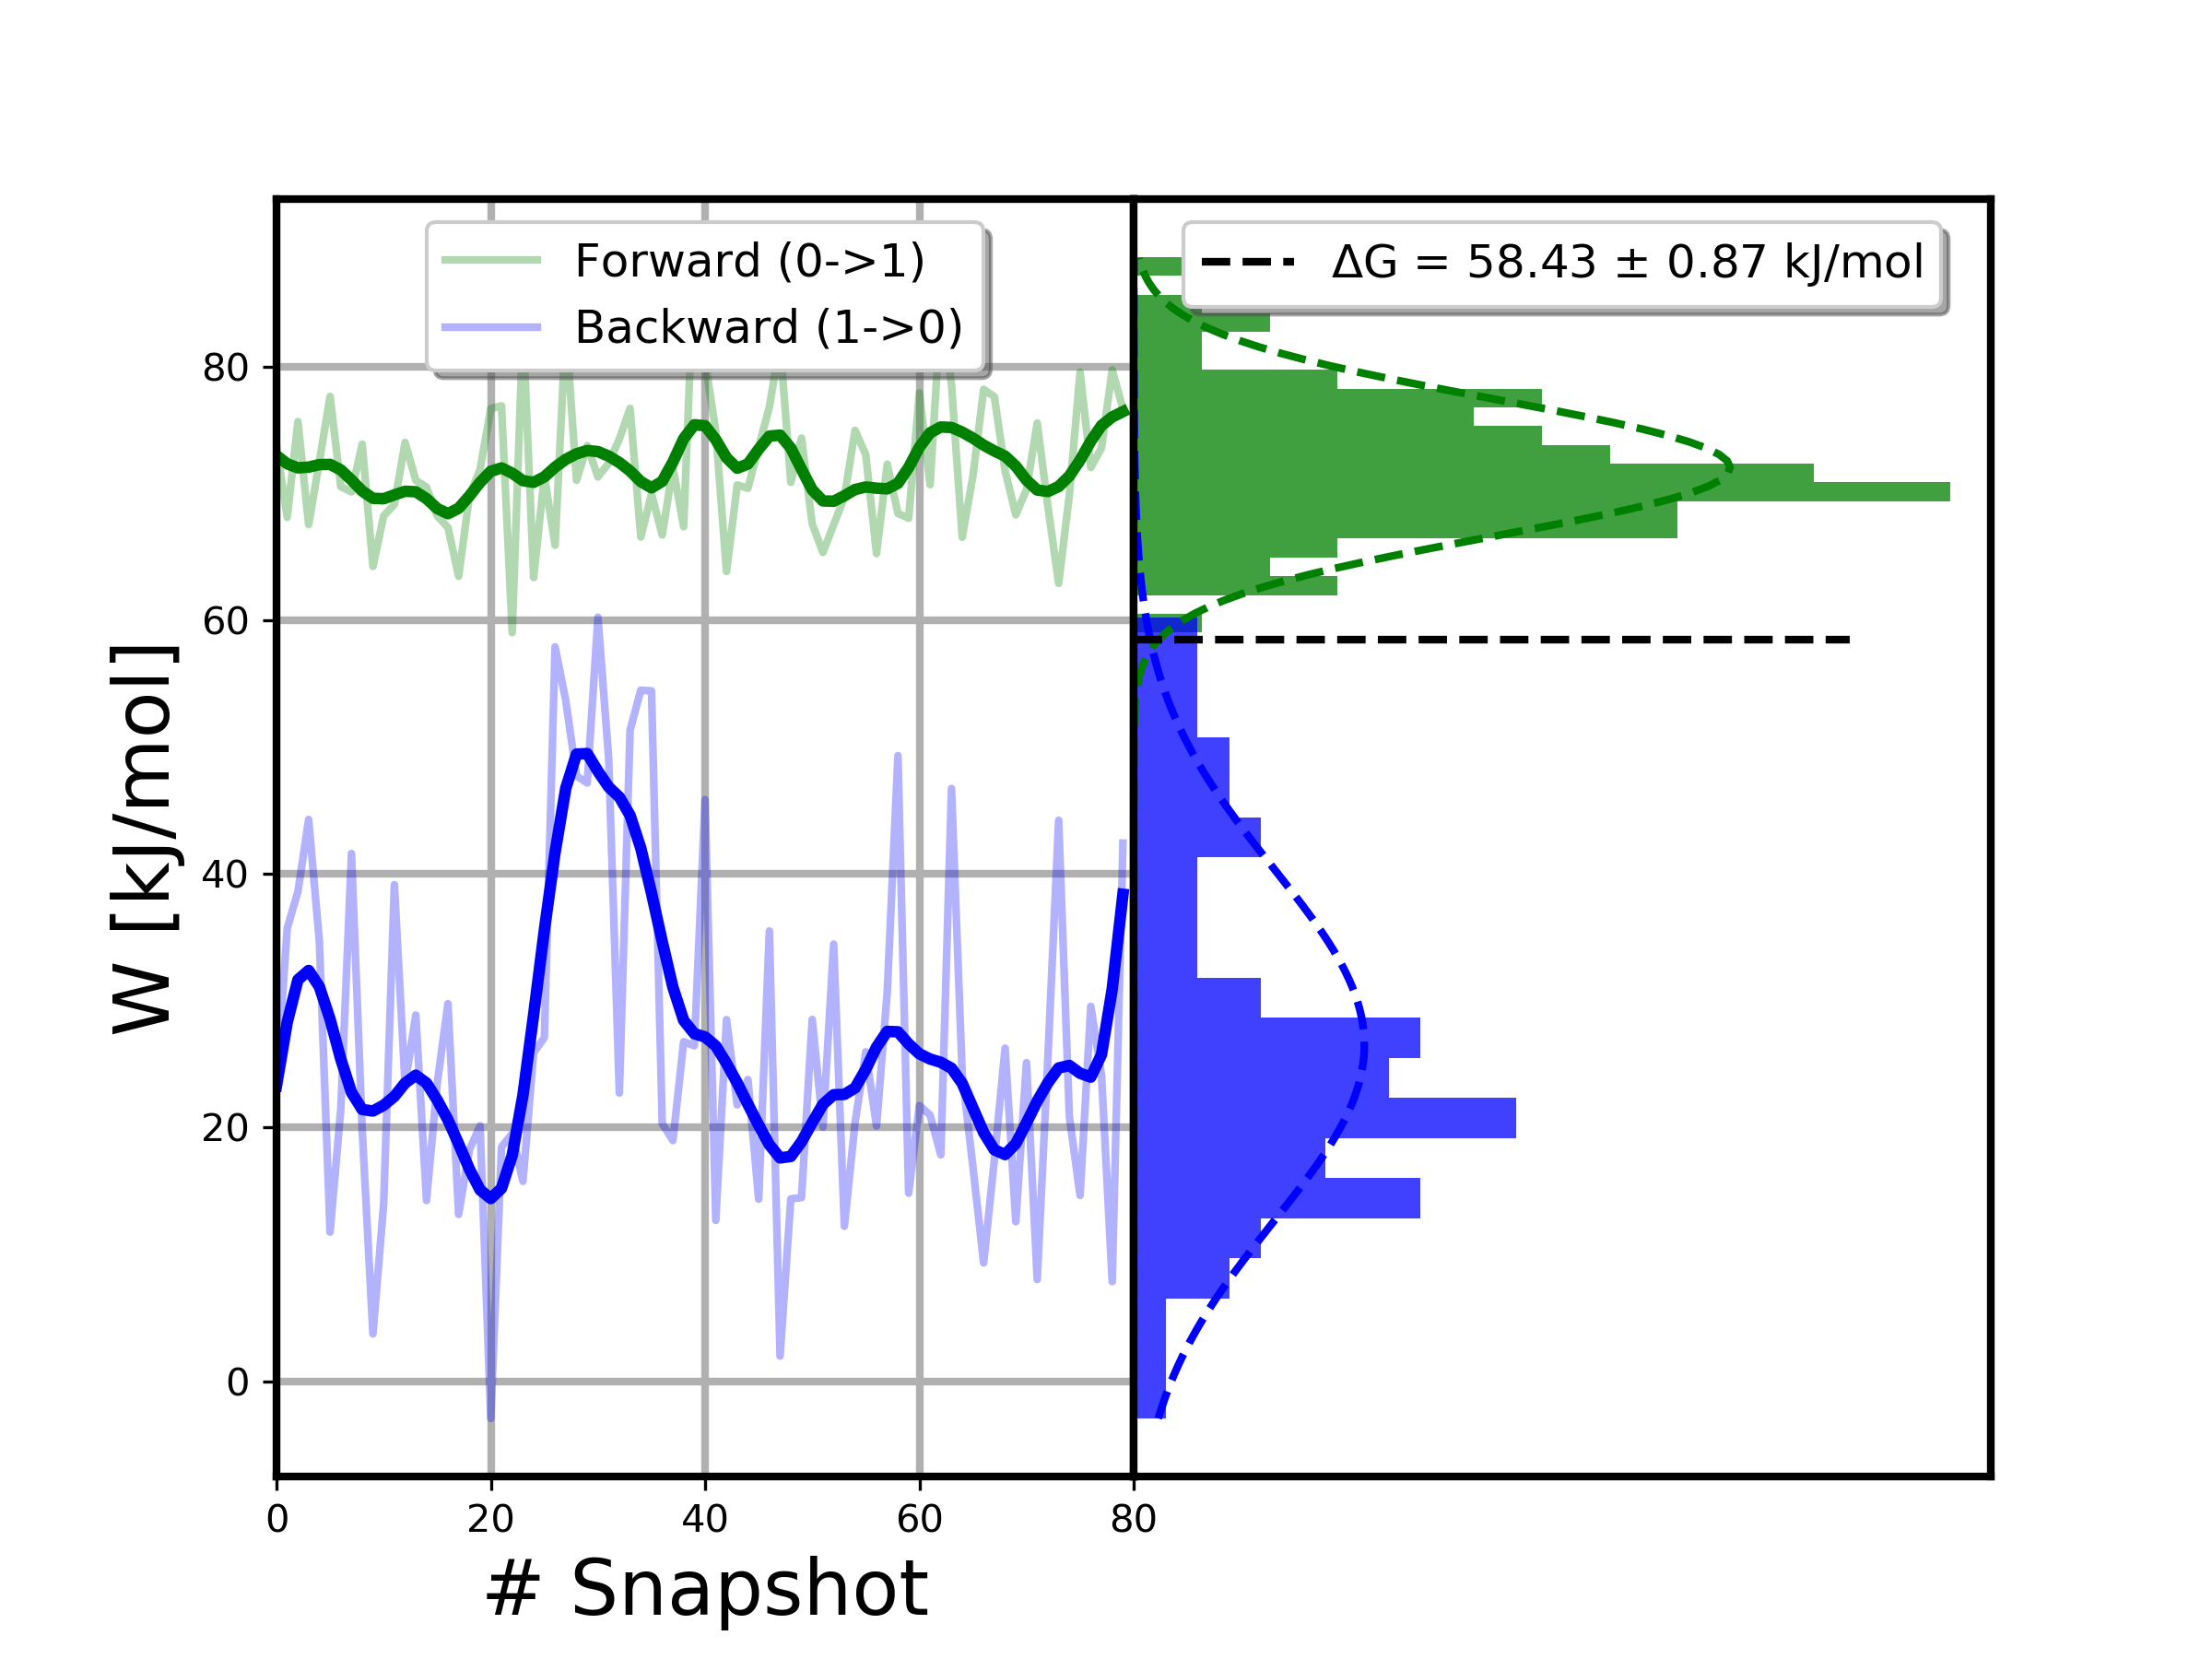 Forward (0->1)
Backward (1->0)
ΔG = 58.43 ± 0.87 kJ/mol
80
60
40
20
0
W [kJ/mol]
0 20 40 60 80
# Snapshot